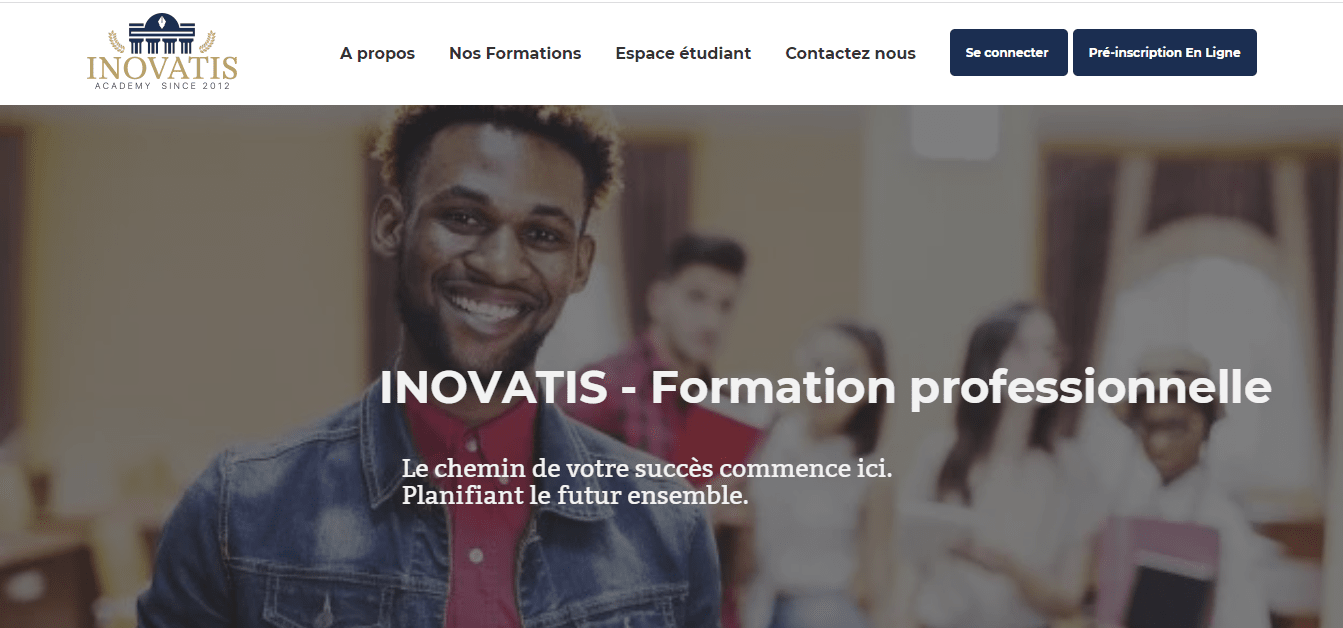 INOVATIS
ACADEMY SINCE 2012
A propos
Nos Formations
Espace étudiant
Contactez nous
Se connecter
Pré-inscription En Ligne
INOVATIS - Formation professionnelle
Le chemin de votre succès commence ici.
Planifiant le futur ensemble.